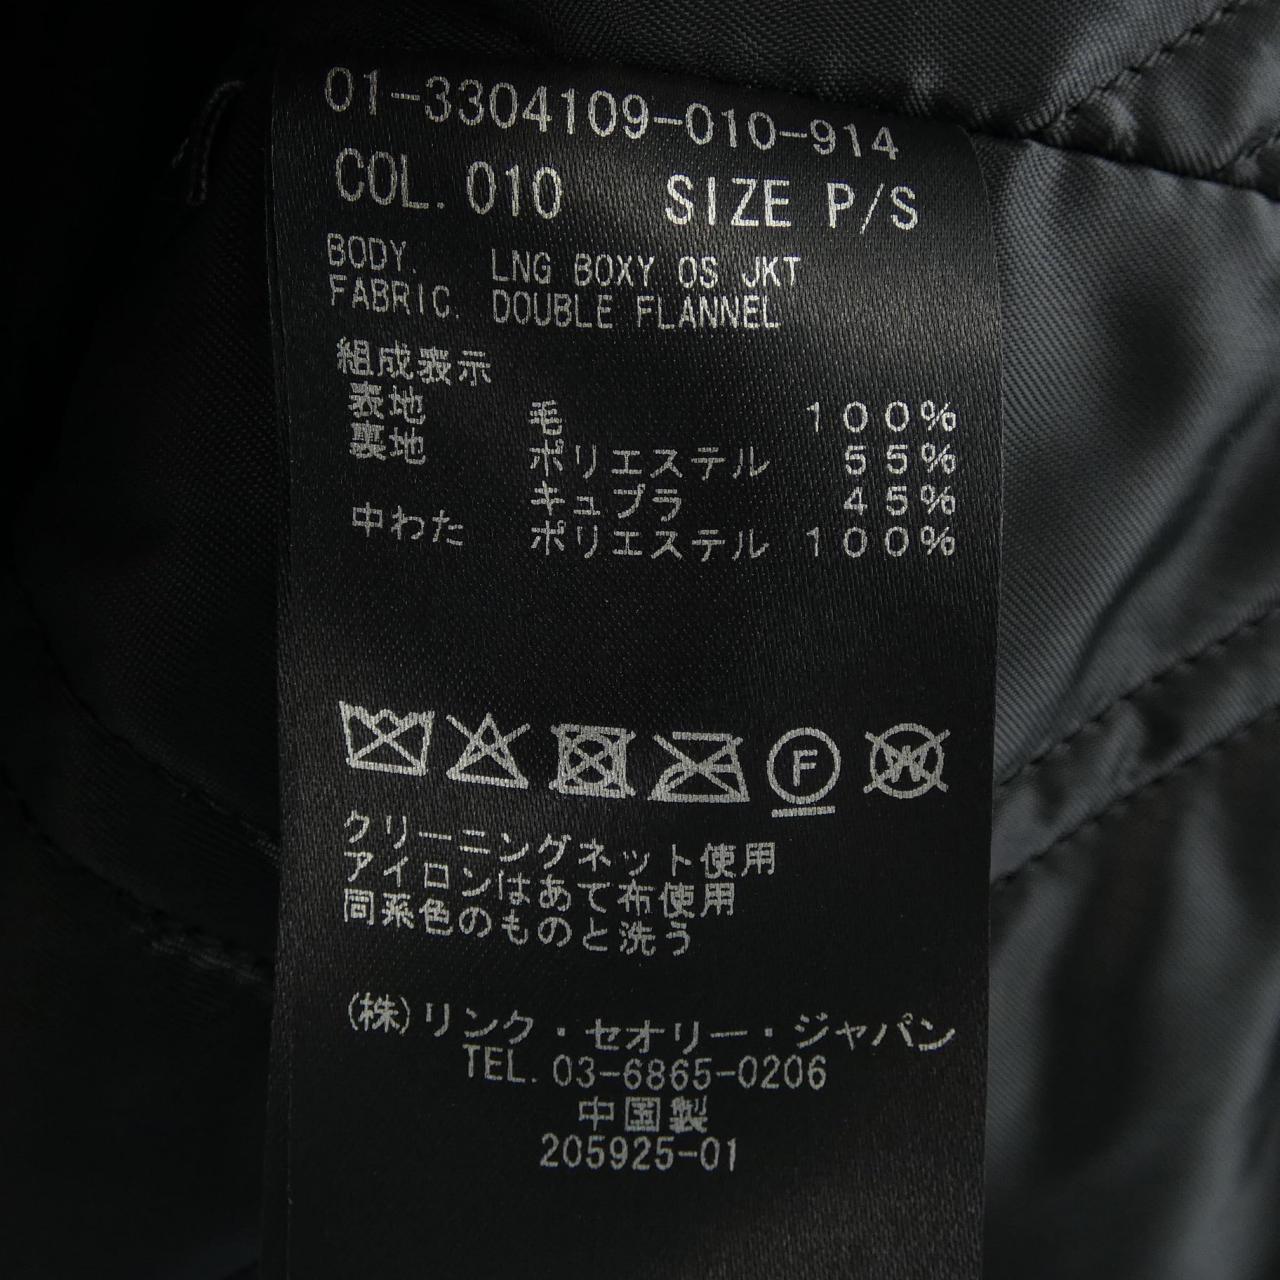 01-3304109-010-914
COL. 010 SIZE P/S
BODY. LNG BOXY OS JKT
FABRIC. DOUBLE FLANNEL
組成表示
表地 毛 100%
裏地 ポリエステル 55%
キュプラ 45%
中わた ポリエステル 100%
F
W
クリーニングネット使用
アイロンはあて布使用
同系色のものと洗う
(株)リンク・セオリー・ジャパン
TEL. 03-6865-0206
中国製
205925-01